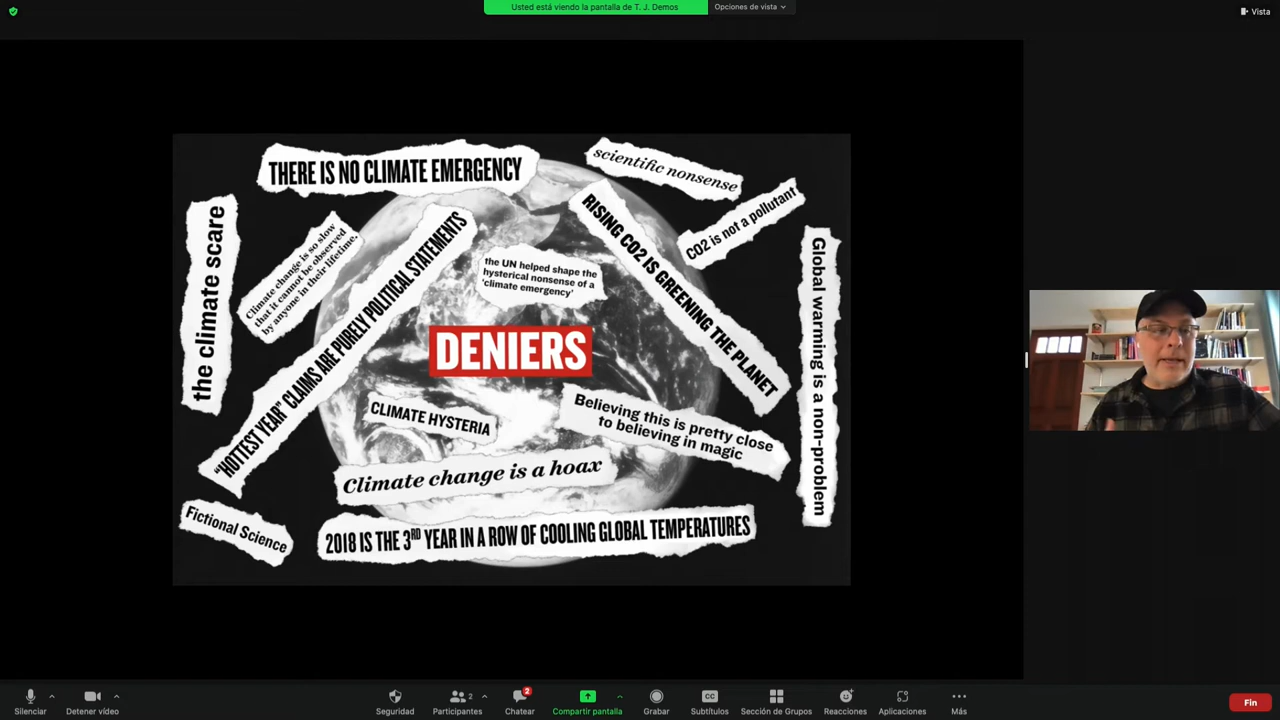 Usted está viendo la pantalla de T. J. Demos
Opciones de vista
Vista
THERE IS NO CLIMATE EMERGENCY
scientific nonsense
the climate scare
Climate change is so slow
that it cannot be observed
by anyone in their lifetime.
"HOTTEST YEAR" CLAIMS ARE PURELY POLITICAL STATEMENTS
the UN helped shape the
hysterical nonsense of a
'climate emergency'
RISING CO2 IS GREENING THE PLANET
CO2 is not a pollutant
Global warming is a non-problem
DENIERS
CLIMATE HYSTERIA
Believing this is pretty close
to believing in magic
Climate change is a hoax
Fictional Science
2018 IS THE 3RD YEAR IN A ROW OF COOLING GLOBAL TEMPERATURES
Silenciar
Detener vídeo
Seguridad
Participantes
2
Chatear
2
Compartir pantalla
Grabar
CC
Subtítulos
Sección de Grupos
Reacciones
Aplicaciones
Más
Fin